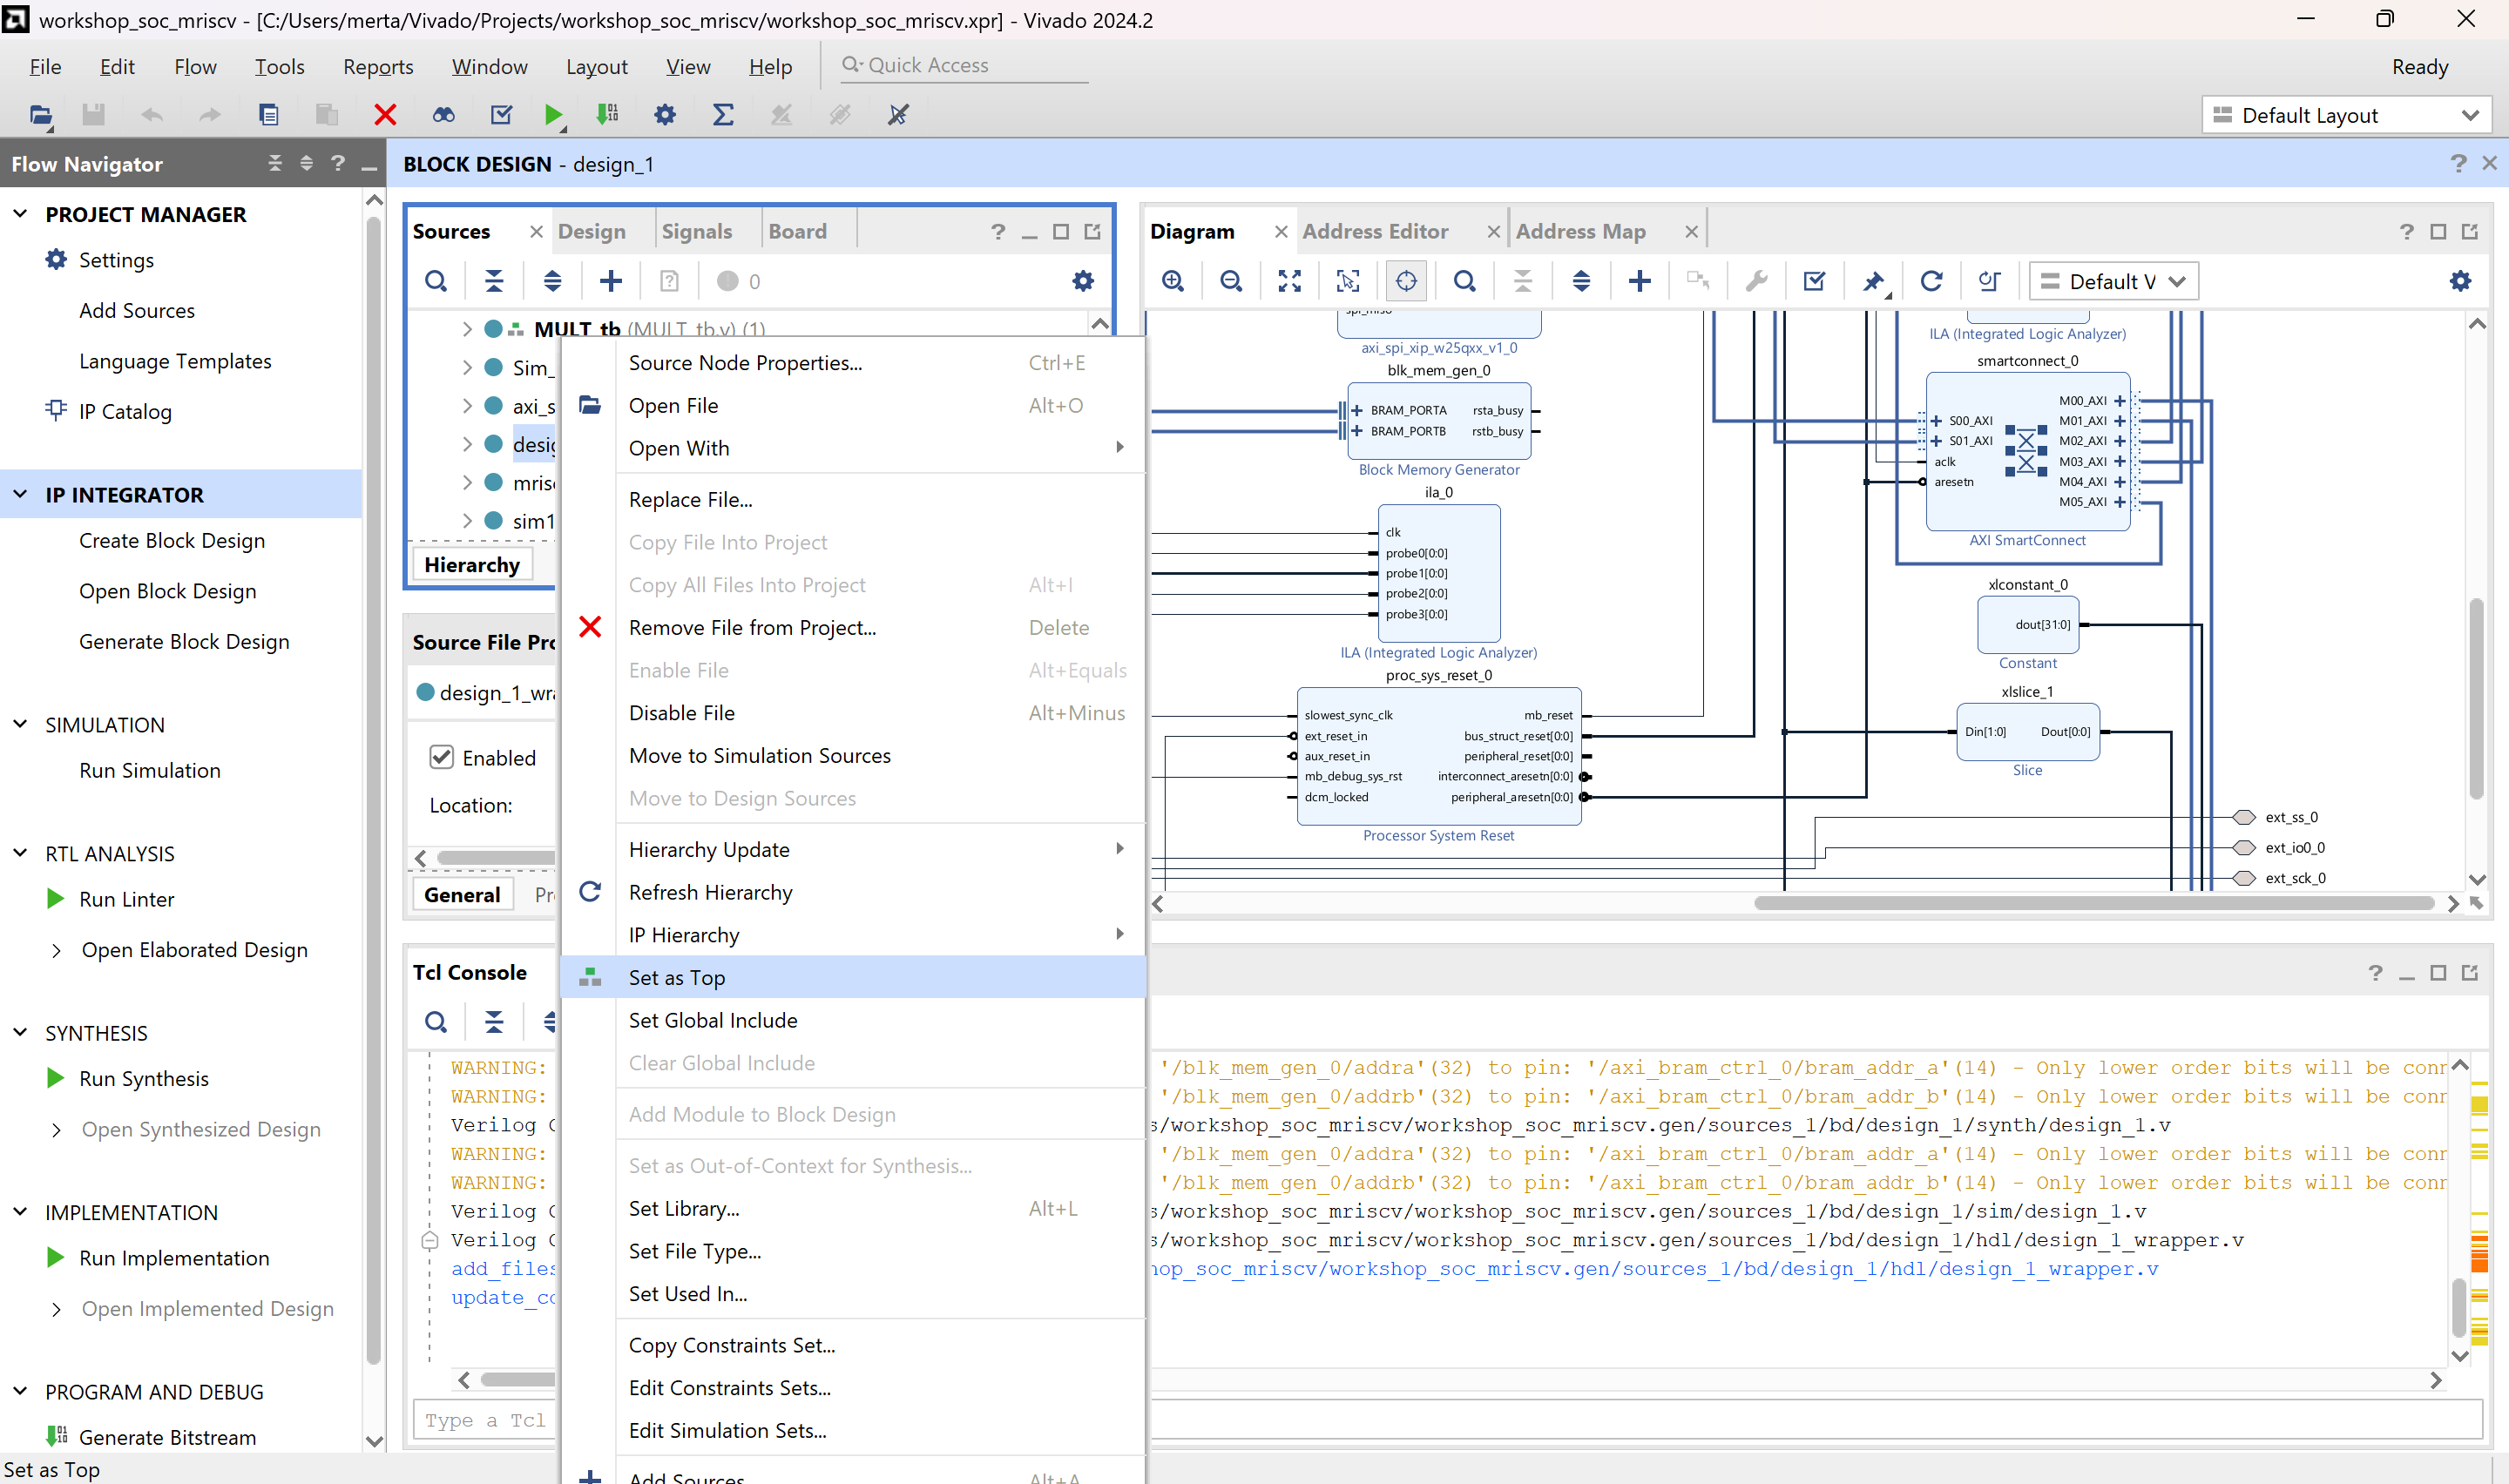 workshop_soc_mriscv - [C:/Users/merta/Vivado/Projects/workshop_soc_mriscv/workshop_soc_mriscv.xpr] - Vivado 2024.2
File Edit Flow Tools Reports Window Layout View Help Quick Access Ready
Default Layout
Flow Navigator
BLOCK DESIGN - design_1
PROJECT MANAGER
Settings
Add Sources
Language Templates
IP Catalog
IP INTEGRATOR
Create Block Design
Open Block Design
Generate Block Design
SIMULATION
Run Simulation
RTL ANALYSIS
Run Linter
Open Elaborated Design
SYNTHESIS
Run Synthesis
Open Synthesized Design
IMPLEMENTATION
Run Implementation
Open Implemented Design
PROGRAM AND DEBUG
Generate Bitstream
Set as Top
Sources Design Signals Board
0
MULT_tb (MULT_tb.v) (1)
Sim_
axi_s
desig
mrisc
sim1
Hierarchy
Source File Pro
design_1_wra
Enabled
Location:
General Pr
Source Node Properties... Ctrl+E
Open File Alt+O
Open With
Replace File...
Copy File Into Project
Copy All Files Into Project Alt+I
Remove File from Project... Delete
Enable File Alt+Equals
Disable File Alt+Minus
Move to Simulation Sources
Move to Design Sources
Hierarchy Update
Refresh Hierarchy
IP Hierarchy
Set as Top
Set Global Include
Clear Global Include
Add Module to Block Design
Set as Out-of-Context for Synthesis...
Set Library... Alt+L
Set File Type...
Set Used In...
Copy Constraints Set...
Edit Constraints Sets...
Edit Simulation Sets...
Add Sources Alt+A
Diagram Address Editor Address Map
Default V
spi_miso
axi_spi_xip_w25qxx_v1_0
blk_mem_gen_0
BRAM_PORTA rsta_busy
BRAM_PORTB rstb_busy
Block Memory Generator
ila_0
clk
probe0[0:0]
probe1[0:0]
probe2[0:0]
probe3[0:0]
ILA (Integrated Logic Analyzer)
proc_sys_reset_0
slowest_sync_clk mb_reset
ext_reset_in bus_struct_reset[0:0]
aux_reset_in peripheral_reset[0:0]
mb_debug_sys_rst interconnect_aresetn[0:0]
dcm_locked peripheral_aresetn[0:0]
Processor System Reset
ILA (Integrated Logic Analyzer)
smartconnect_0
M00_AXI
S00_AXI M01_AXI
S01_AXI M02_AXI
aclk M03_AXI
aresetn M04_AXI
M05_AXI
AXI SmartConnect
xlconstant_0
dout[31:0]
Constant
xlslice_1
Din[1:0] Dout[0:0]
Slice
ext_ss_0
ext_io0_0
ext_sck_0
Tcl Console
WARNING: '/blk_mem_gen_0/addra'(32) to pin: '/axi_bram_ctrl_0/bram_addr_a'(14) - Only lower order bits will be conn
WARNING: '/blk_mem_gen_0/addrb'(32) to pin: '/axi_bram_ctrl_0/bram_addr_b'(14) - Only lower order bits will be conn
Verilog s/workshop_soc_mriscv/workshop_soc_mriscv.gen/sources_1/bd/design_1/synth/design_1.v
WARNING: '/blk_mem_gen_0/addra'(32) to pin: '/axi_bram_ctrl_0/bram_addr_a'(14) - Only lower order bits will be conn
WARNING: '/blk_mem_gen_0/addrb'(32) to pin: '/axi_bram_ctrl_0/bram_addr_b'(14) - Only lower order bits will be conn
Verilog s/workshop_soc_mriscv/workshop_soc_mriscv.gen/sources_1/bd/design_1/sim/design_1.v
Verilog s/workshop_soc_mriscv/workshop_soc_mriscv.gen/sources_1/bd/design_1/hdl/design_1_wrapper.v
add_files hop_soc_mriscv/workshop_soc_mriscv.gen/sources_1/bd/design_1/hdl/design_1_wrapper.v
update_co
Type a Tcl